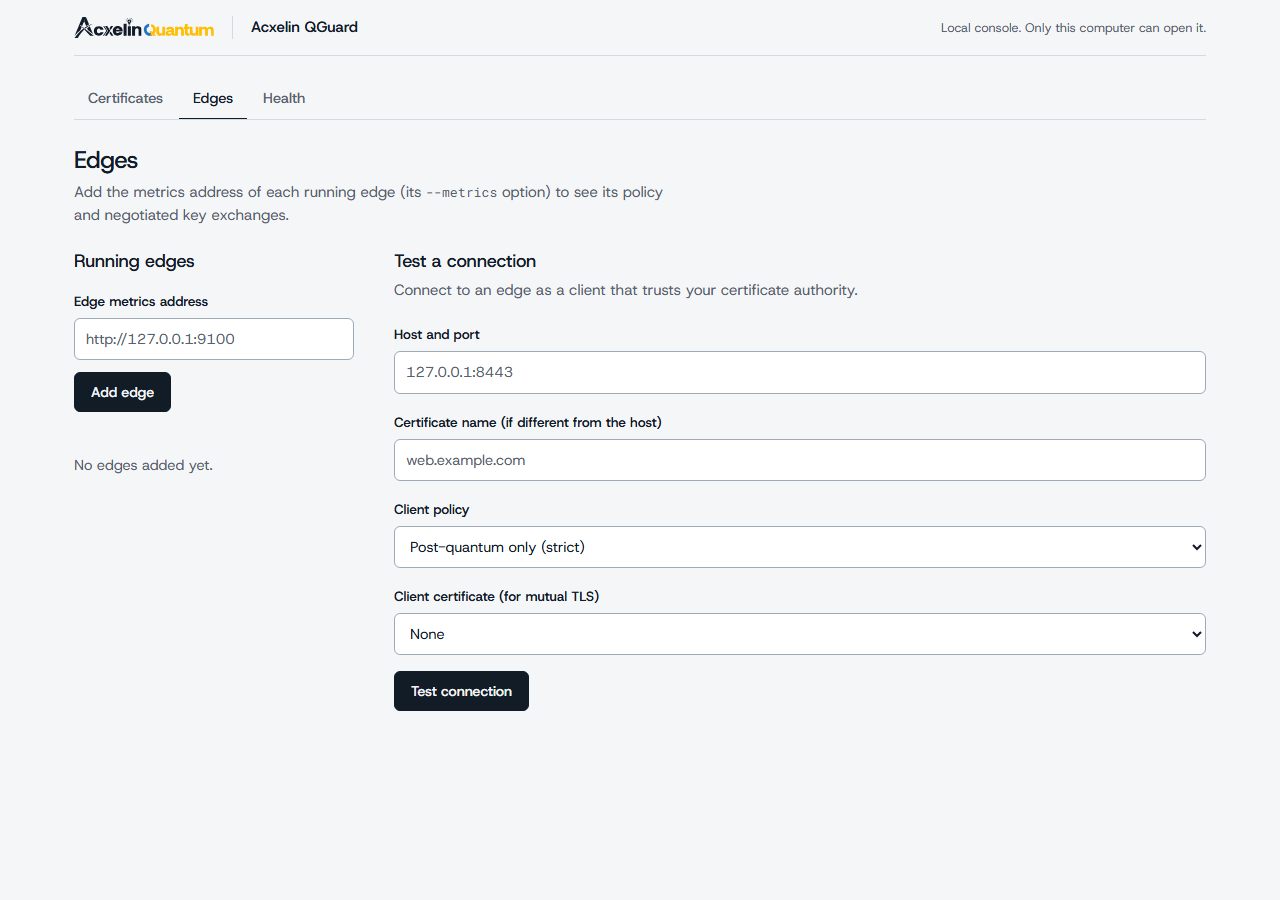 Acxelin Quantum
Acxelin QGuard
Local console. Only this computer can open it.
Certificates
Edges
Health
Edges
Add the metrics address of each running edge (its --metrics option) to see its policy
and negotiated key exchanges.
Running edges
Edge metrics address
http://127.0.0.1:9100
Add edge
No edges added yet.
Test a connection
Connect to an edge as a client that trusts your certificate authority.
Host and port
127.0.0.1:8443
Certificate name (if different from the host)
web.example.com
Client policy
Post-quantum only (strict)
Client certificate (for mutual TLS)
None
Test connection